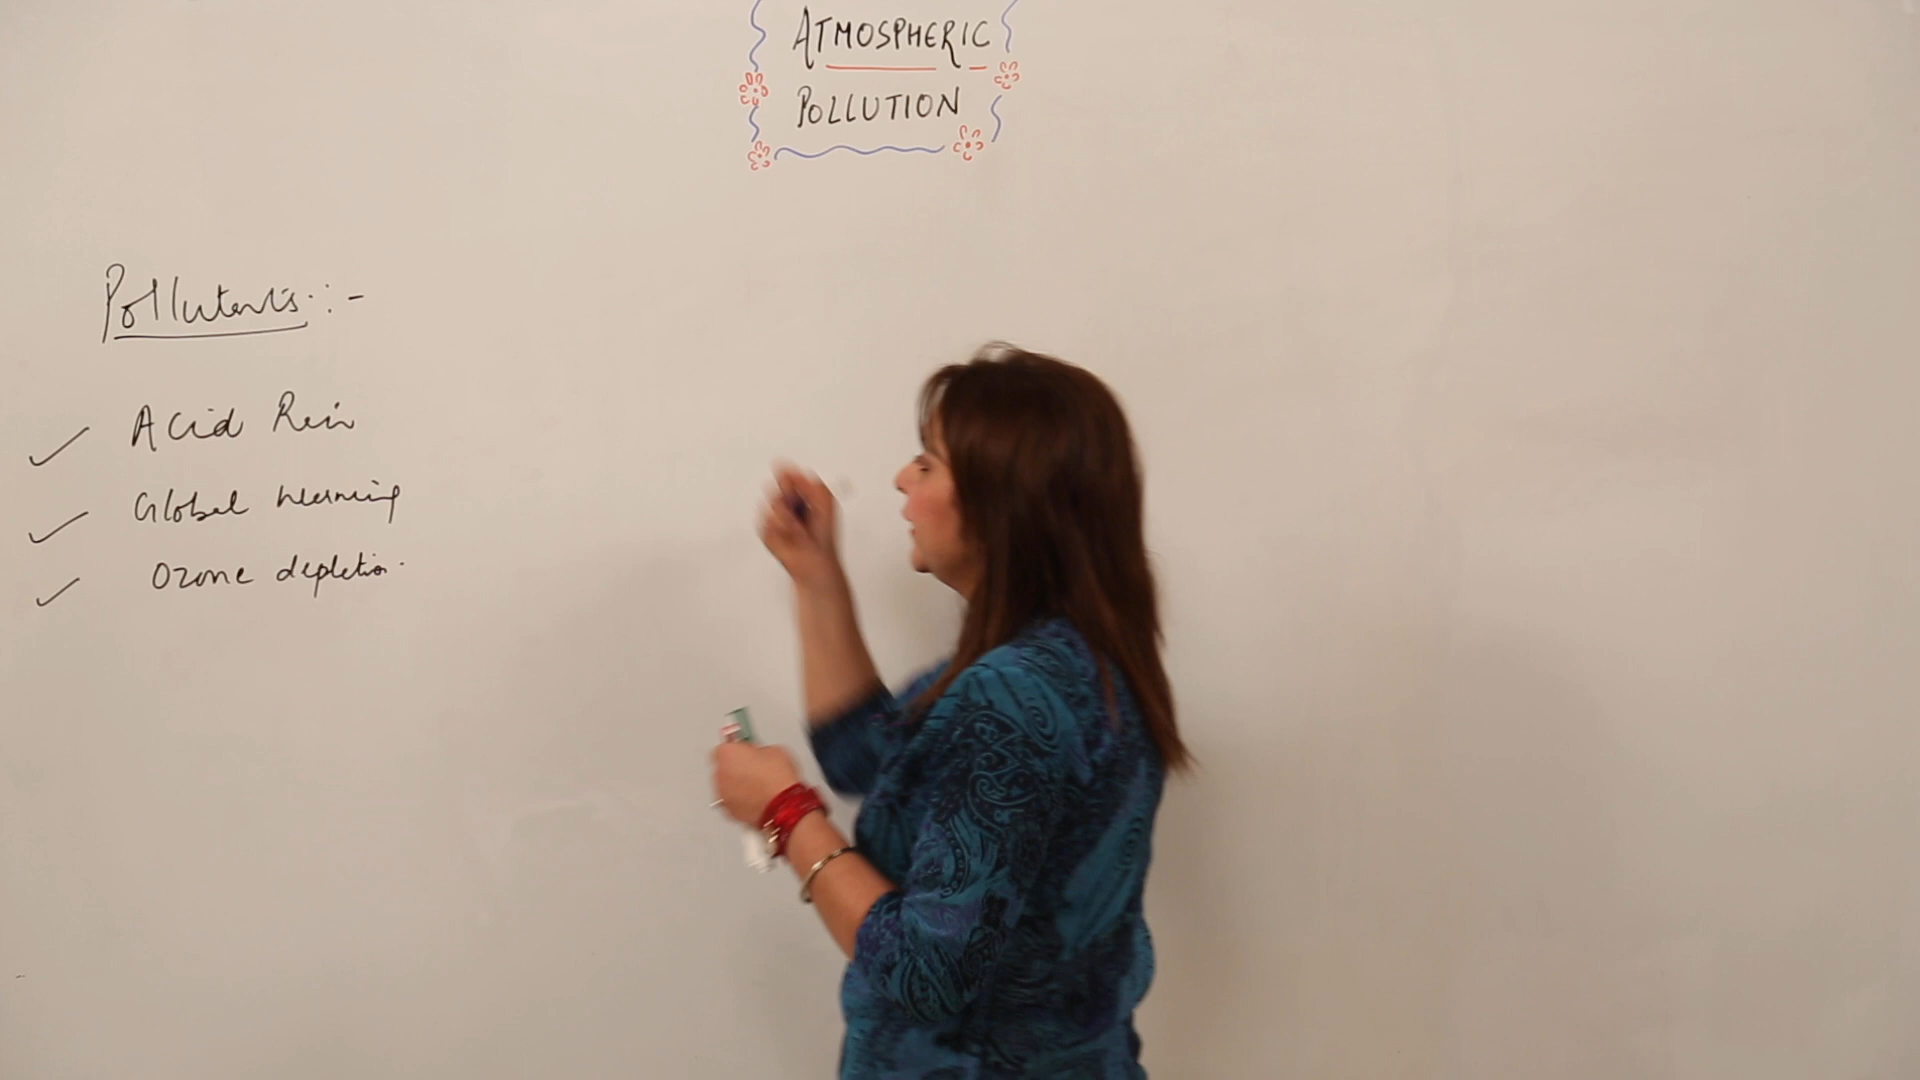 ATMOSPHERIC
POLLUTION
Pollutants :-
Acid Rain
Global warming
Ozone depletion.